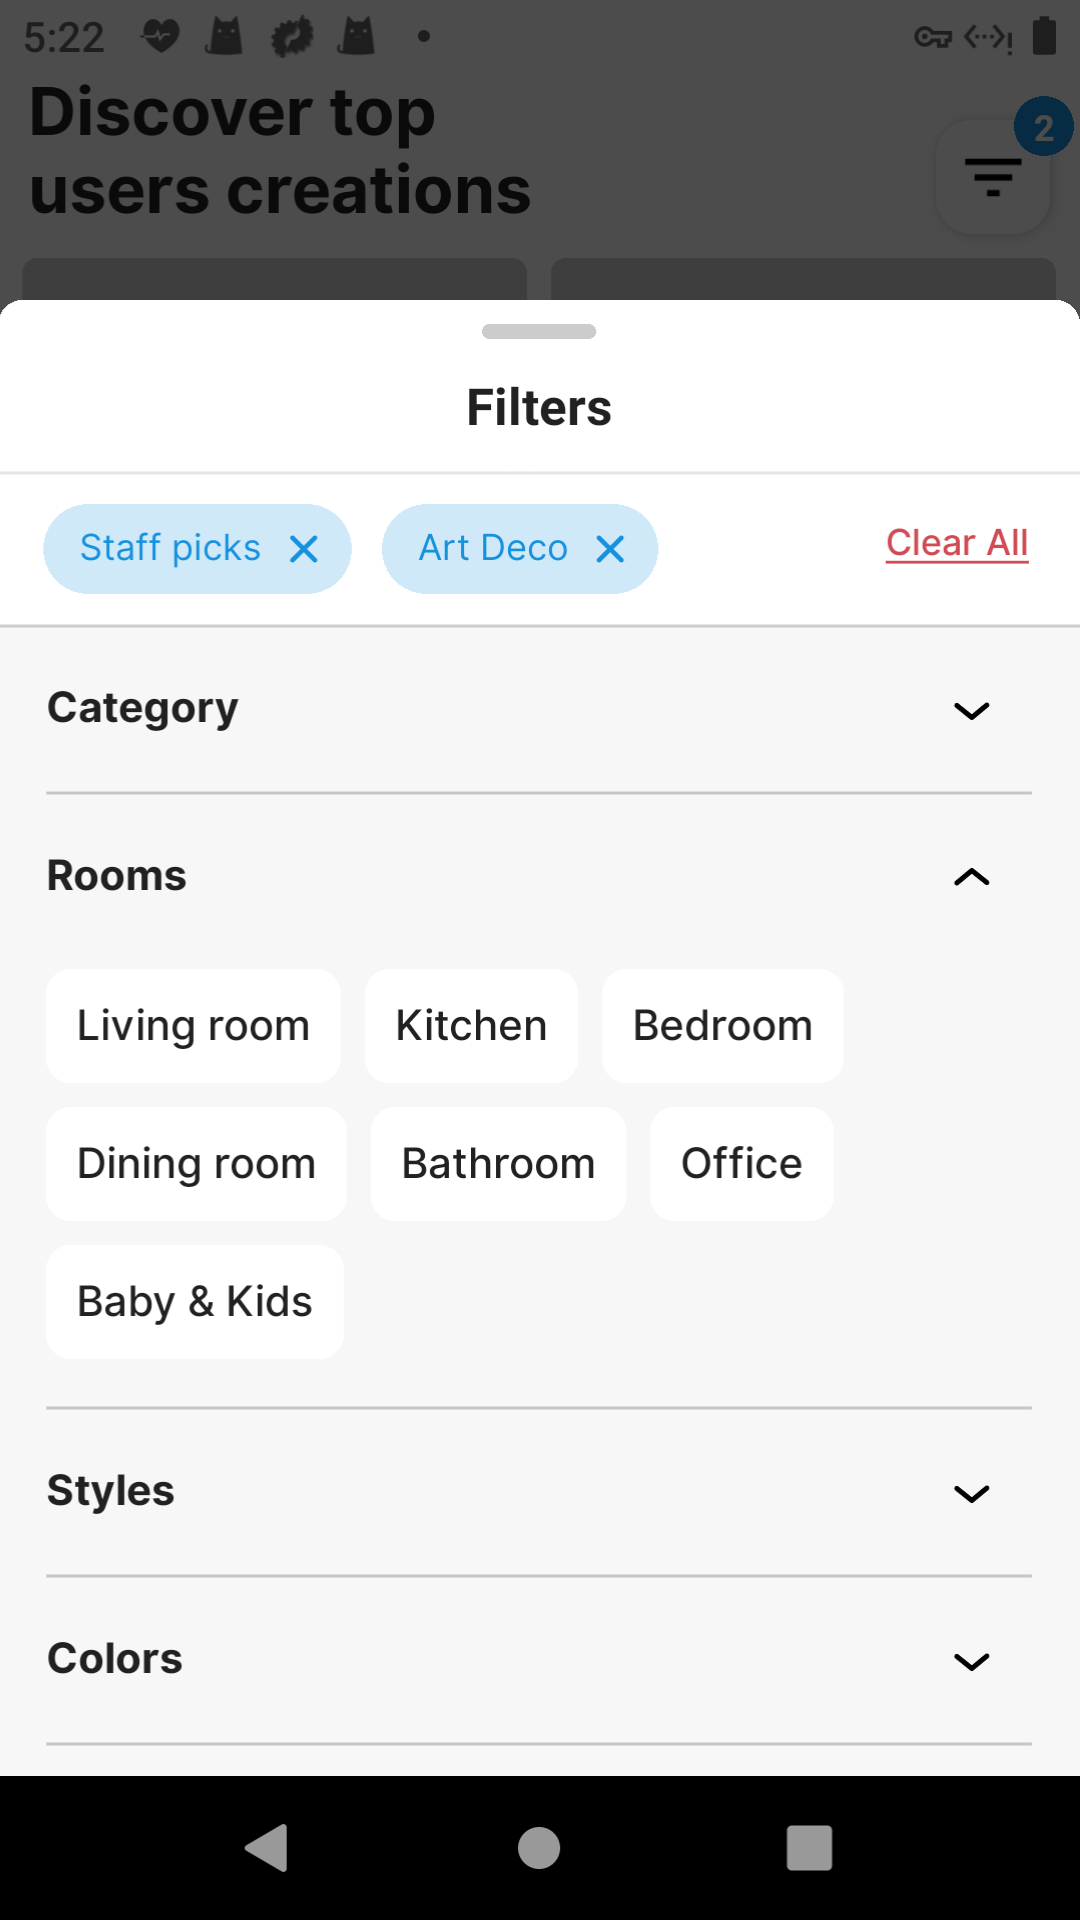 5:22
Discover top
users creations
2
Filters
Staff picks
Art Deco
Clear All
Category
Rooms
Living room
Kitchen
Bedroom
Dining room
Bathroom
Office
Baby & Kids
Styles
Colors